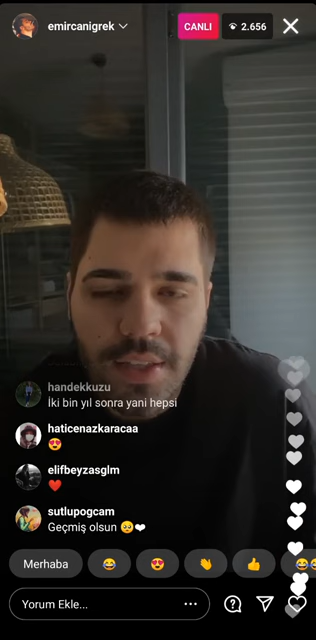 emircanigrek
CANLI
2.656
handekkuzu
İki bin yıl sonra yani hepsi
haticenazkaracaa
😍
elifbeyzasglm
❤️
sutlupogcam
Geçmiş olsun 🥺❤
Merhaba 😂 😍 👏 👍 😂
Yorum Ekle...